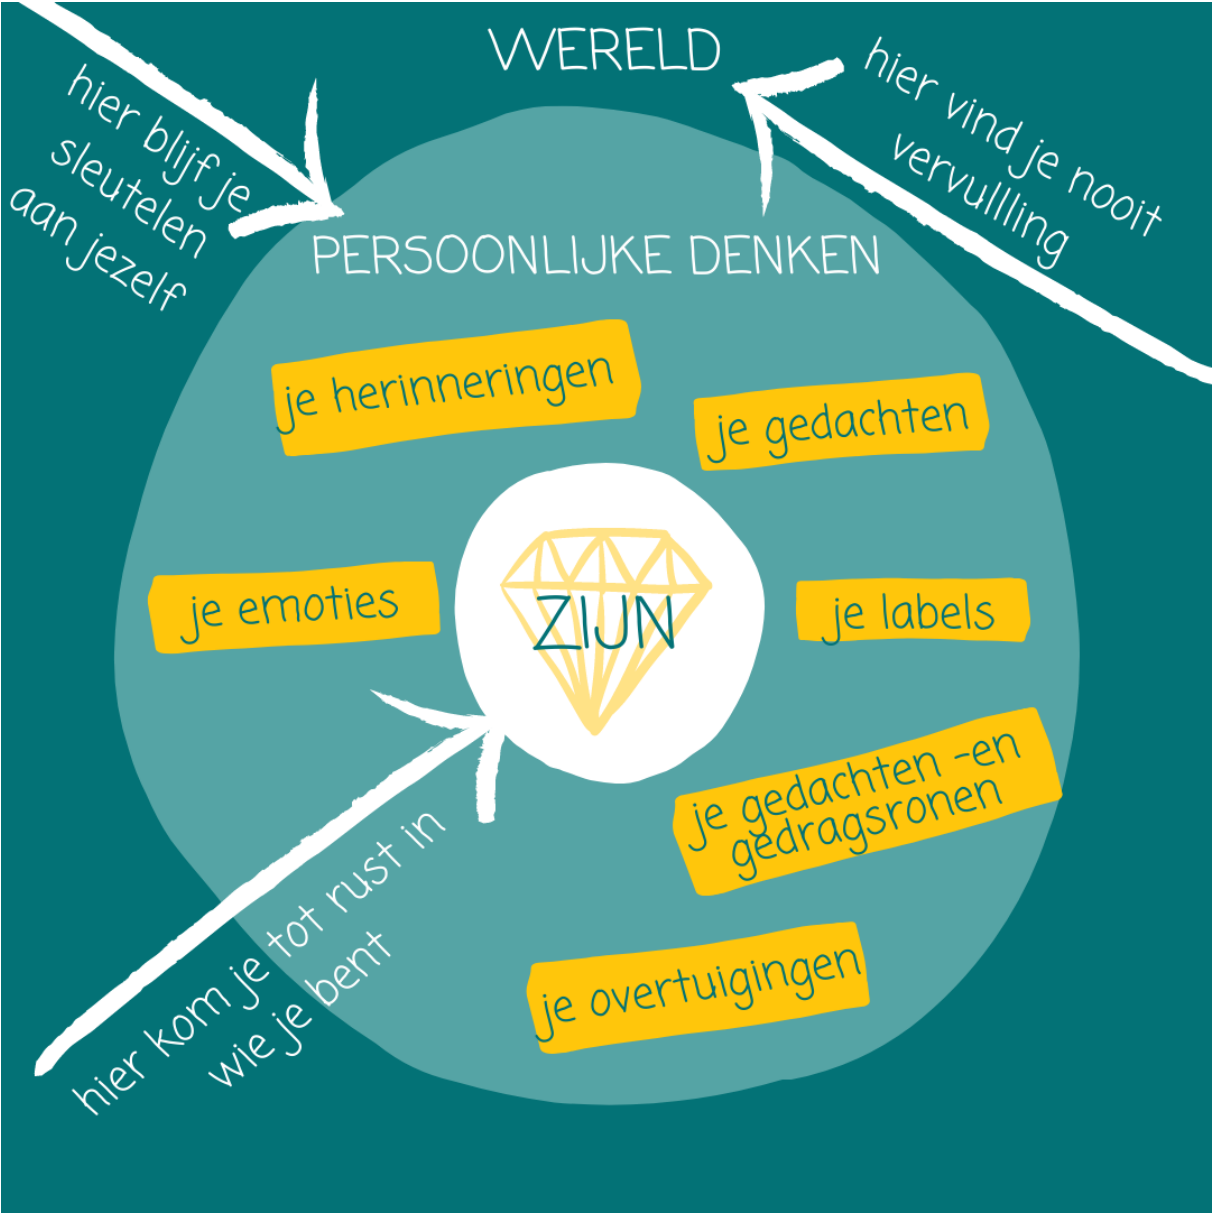 WERELD
hier blijf je
sleutelen
aan jezelf
hier vind je nooit
vervullling
PERSOONLIJKE DENKEN
je herinneringen
je gedachten
je emoties
ZIJN
je labels
je gedachten -en
gedragsronen
je overtuigingen
hier kom je tot rust in
wie je bent